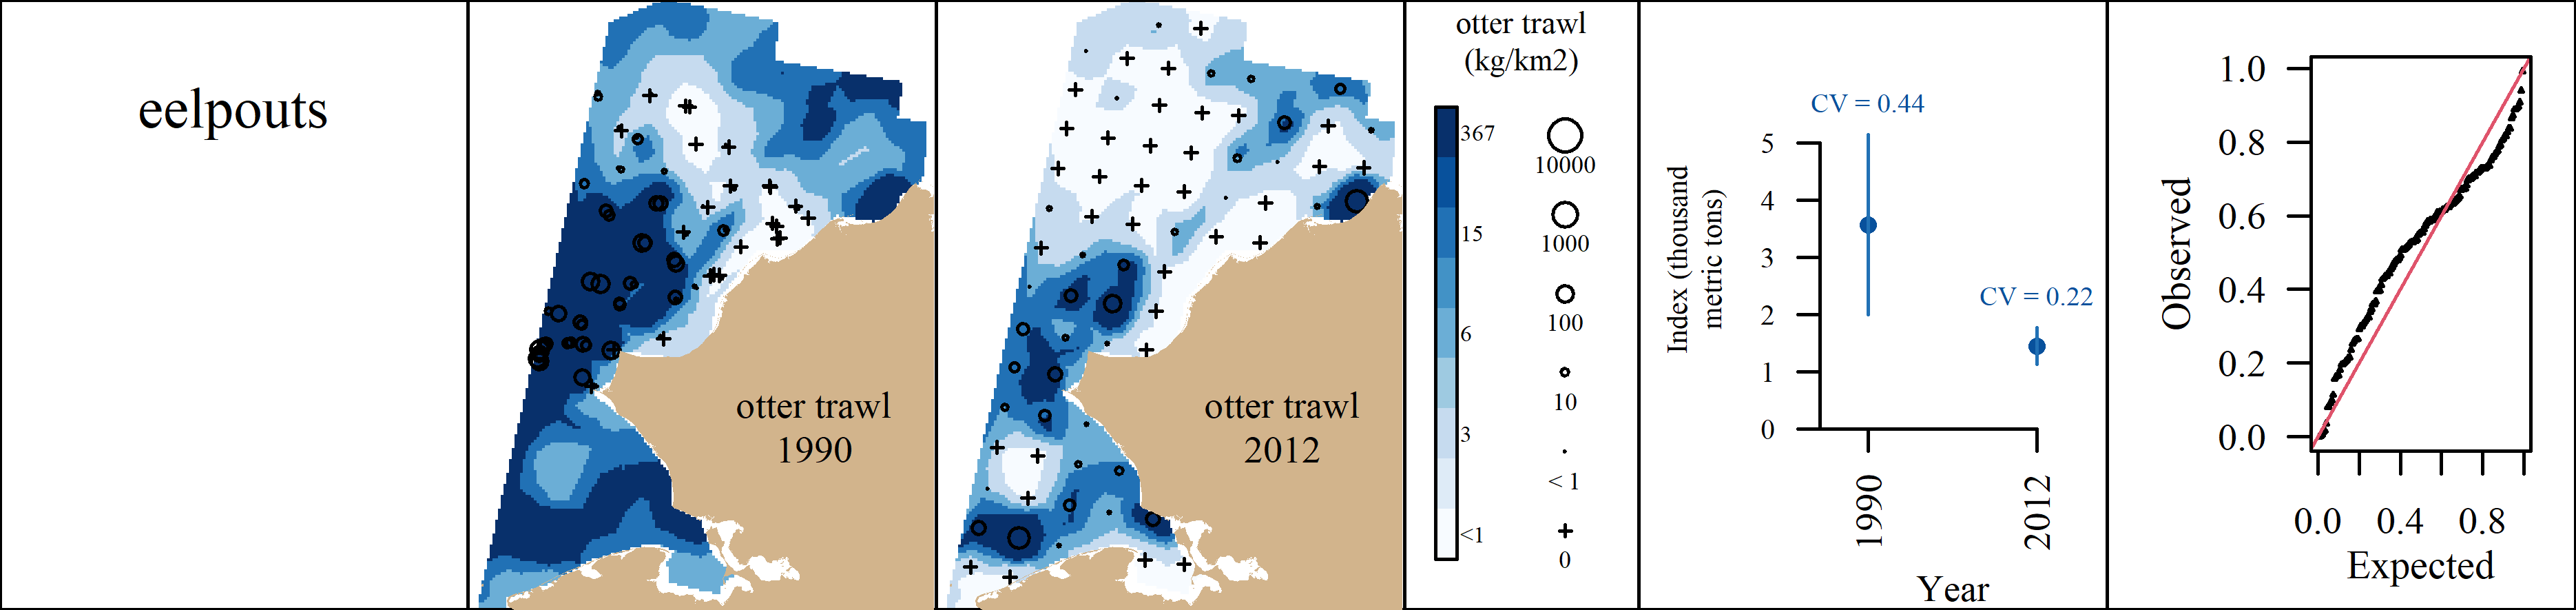 eelpouts
otter trawl
1990
otter trawl
2012
otter trawl
(kg/km2)
367
15
6
3
<1
10000
1000
100
10
< 1
0
Index (thousand
metric tons)
5
4
3
2
1
0
CV = 0.44
CV = 0.22
1990
2012
Year
Observed
1.0
0.8
0.6
0.4
0.2
0.0
0.0 0.4 0.8
Expected